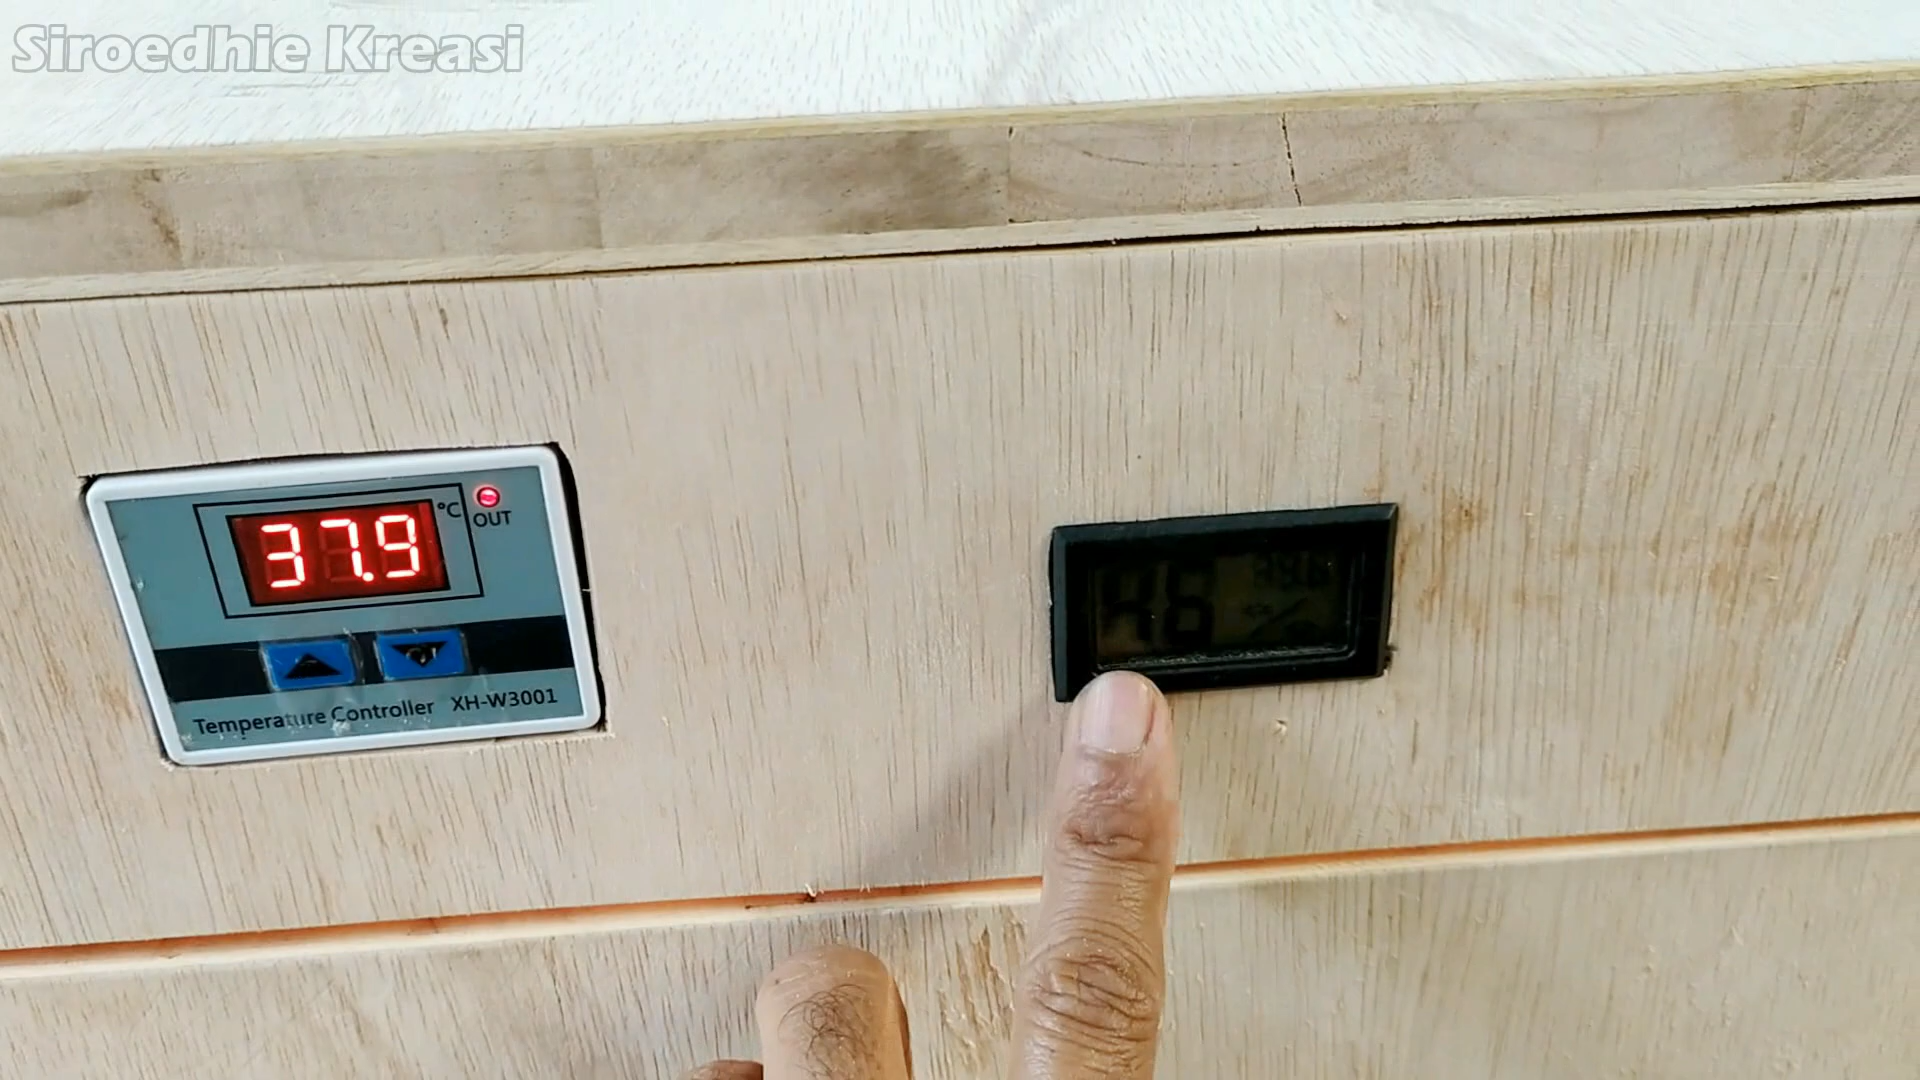 Siroedhie Kreasi
37.9 °C
OUT
Temperature Controller XH-W3001